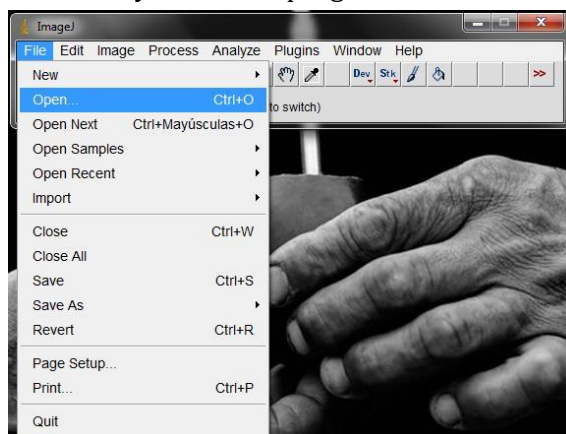 ImageJ
File Edit Image Process Analyze Plugins Window Help
New
Dev Stk >>
Open... Ctrl+O
to switch)
Open Next Ctrl+Mayúsculas+O
Open Samples
Open Recent
Import
Close Ctrl+W
Close All
Save Ctrl+S
Save As
Revert Ctrl+R
Page Setup...
Print... Ctrl+P
Quit